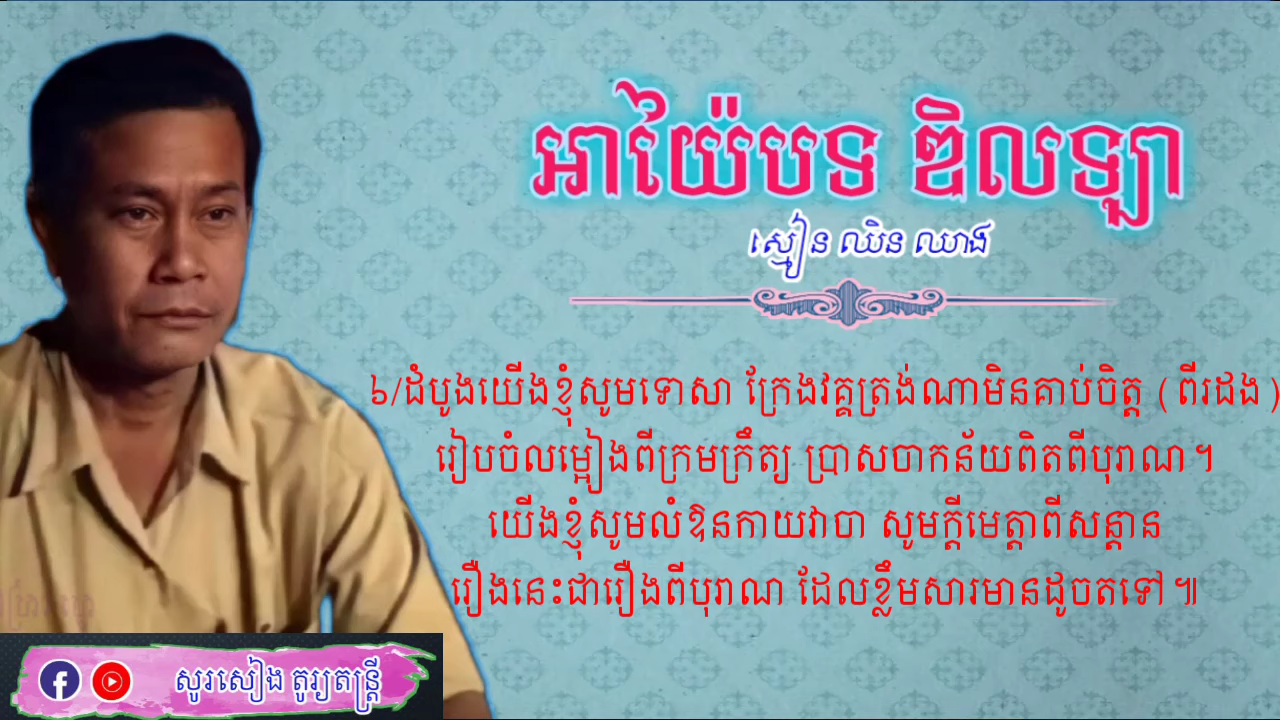 អាយ៉ៃបទ ឌិលឡា
ស្មៀន ឈិន ឈាង
៦/ដំបូងយើងខ្ញុំសូមទោសា ក្រែងវគ្គត្រង់ណាមិនគាប់ចិត្ត ( ពីរដង )
រៀបចំលម្អៀងពីក្រមក្រឹត្យ ប្រាសចាកន័យពិតពីបុរាណ។
យើងខ្ញុំសូមលំឱនកាយវាចា សូមក្ដីមេត្តាពីសន្ដាន
រឿងនេះជារឿងពីបុរាណ ដែលខ្លឹមសារមានដូចតទៅ៕
សូរសៀង តូរ្យតន្ត្រី